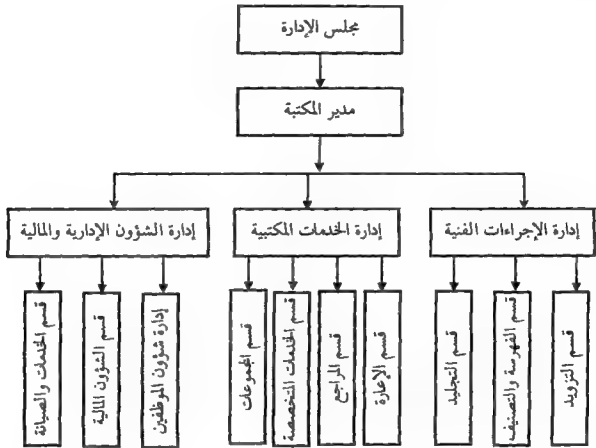 مجلس الإدارة
مدير المكتبة
إدارة الإجراءات الفنية
إدارة الخدمات المكتبية
إدارة الشؤون الإدارية والمالية
قسم التزويد
قسم الفهرسة والتصنيف
قسم التجليد
قسم الإعارة
قسم المراجع
قسم الخدمات المتخصصة
قسم المجموعات
إدارة شؤون الموظفين
قسم الشؤون المالية
قسم الخدمات والصيانة